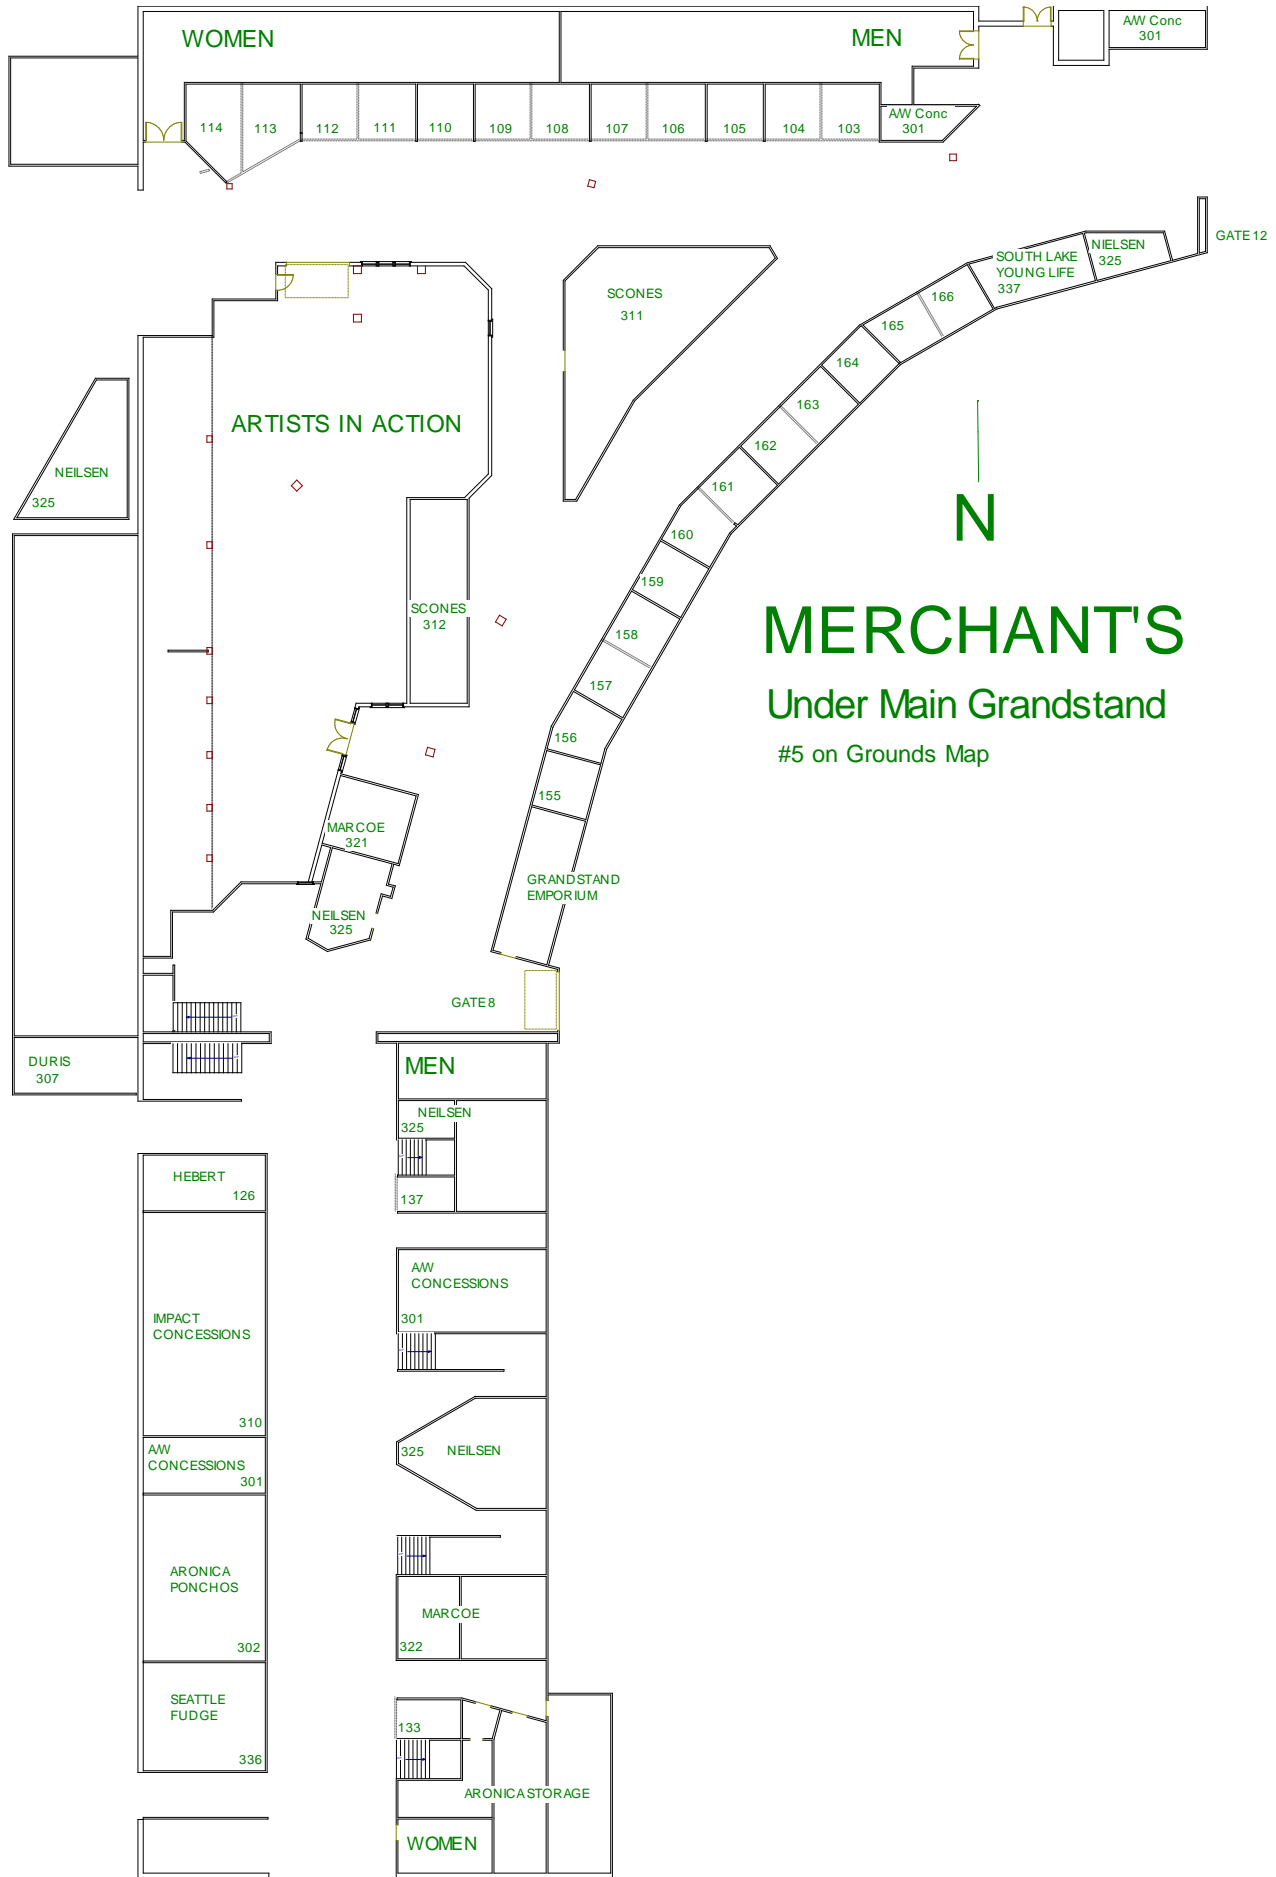 WOMEN
MEN
A/W Conc
301
114
113
112
111
110
109
108
107
106
105
104
103
A/W Conc
301
GATE 12
NIELSEN
325
SOUTH LAKE
YOUNG LIFE
337
166
165
164
163
162
161
160
159
158
157
156
155
SCONES
311
ARTISTS IN ACTION
NEILSEN
325
SCONES
312
N
MERCHANT'S
Under Main Grandstand
#5 on Grounds Map
MARCOE
321
GRANDSTAND
EMPORIUM
NEILSEN
325
GATE 8
DURIS
307
MEN
NEILSEN
325
137
HEBERT
126
A/W
CONCESSIONS
301
IMPACT
CONCESSIONS
310
A/W
CONCESSIONS
301
325
NEILSEN
ARONICA
PONCHOS
302
MARCOE
322
SEATTLE
FUDGE
336
133
ARONICA STORAGE
WOMEN